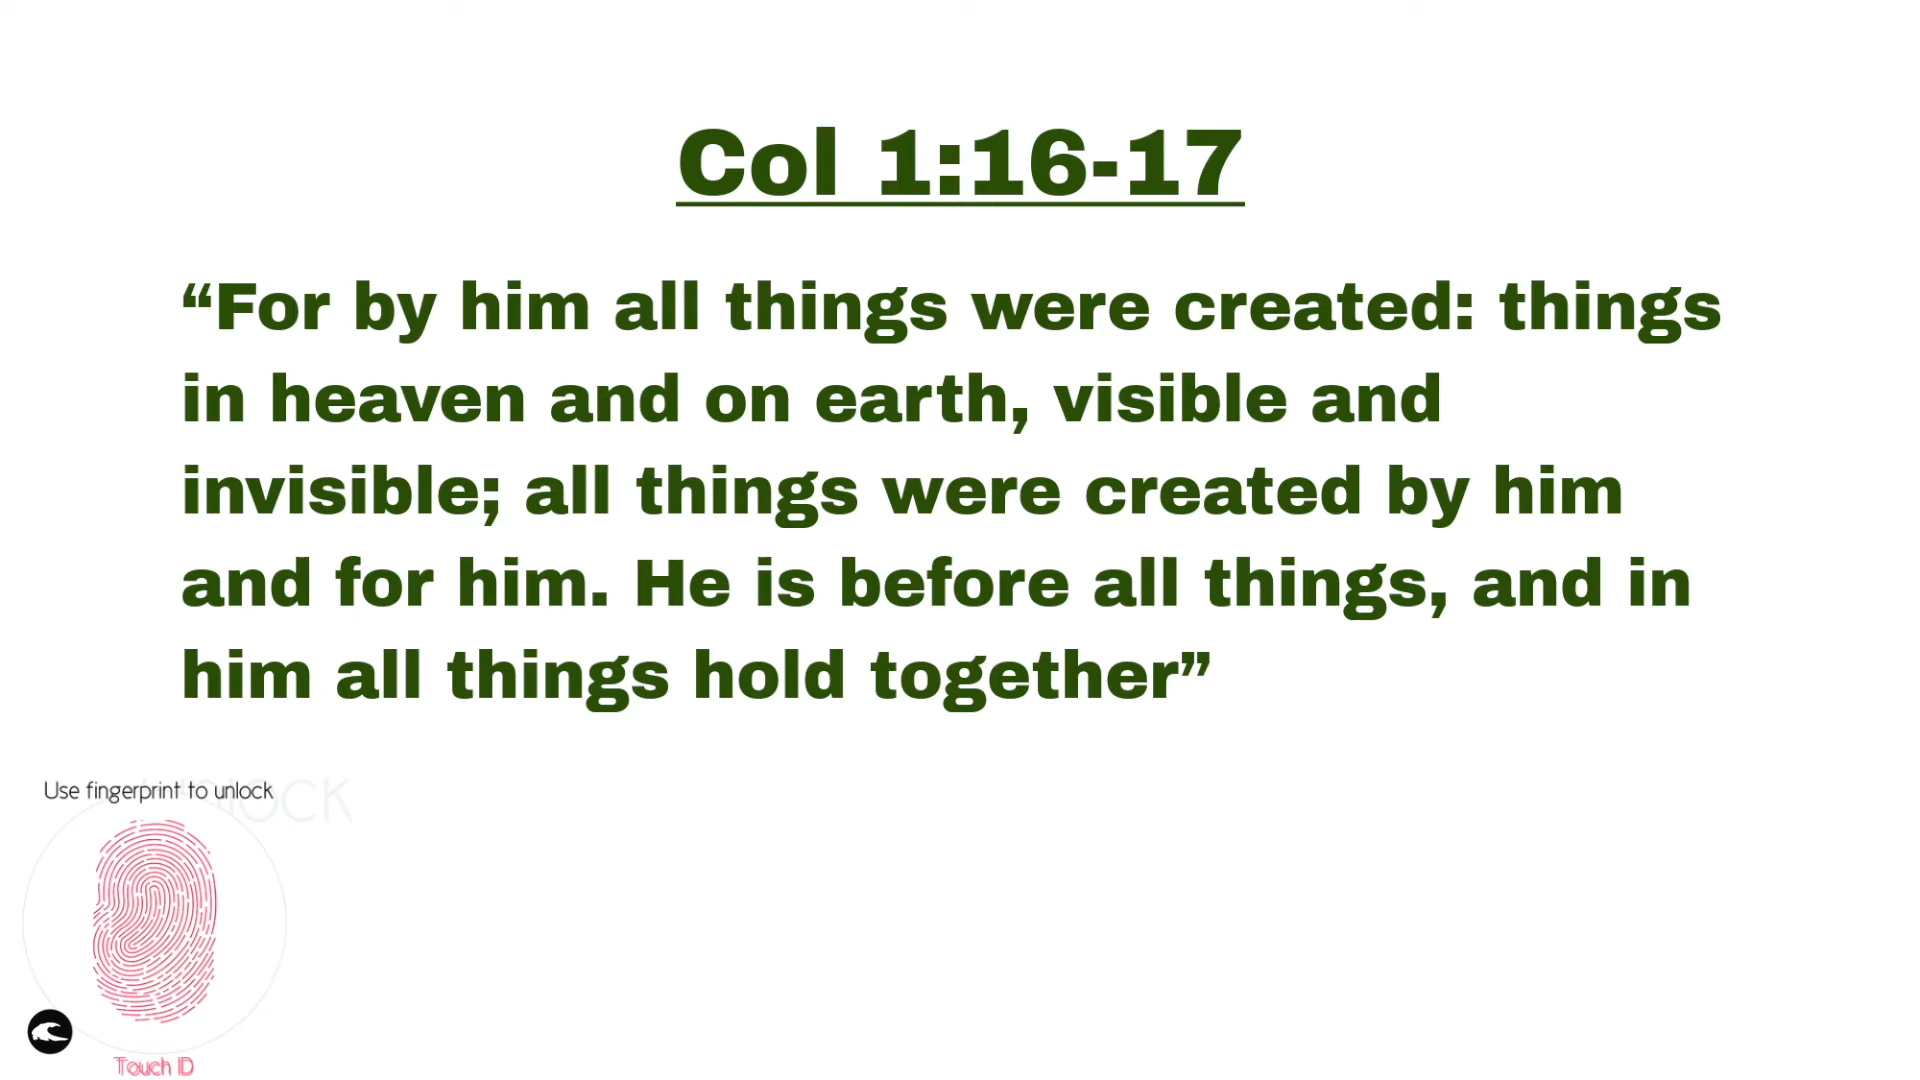 Col 1:16-17
“For by him all things were created: things
in heaven and on earth, visible and
invisible; all things were created by him
and for him. He is before all things, and in
him all things hold together”
Use fingerprint to unlock
Touch ID